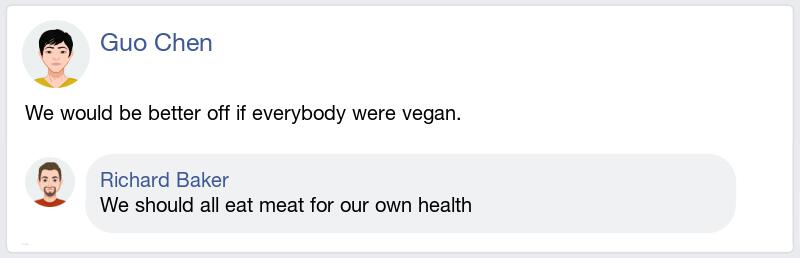 Guo Chen
We would be better off if everybody were vegan.
Richard Baker
We should all eat meat for our own health